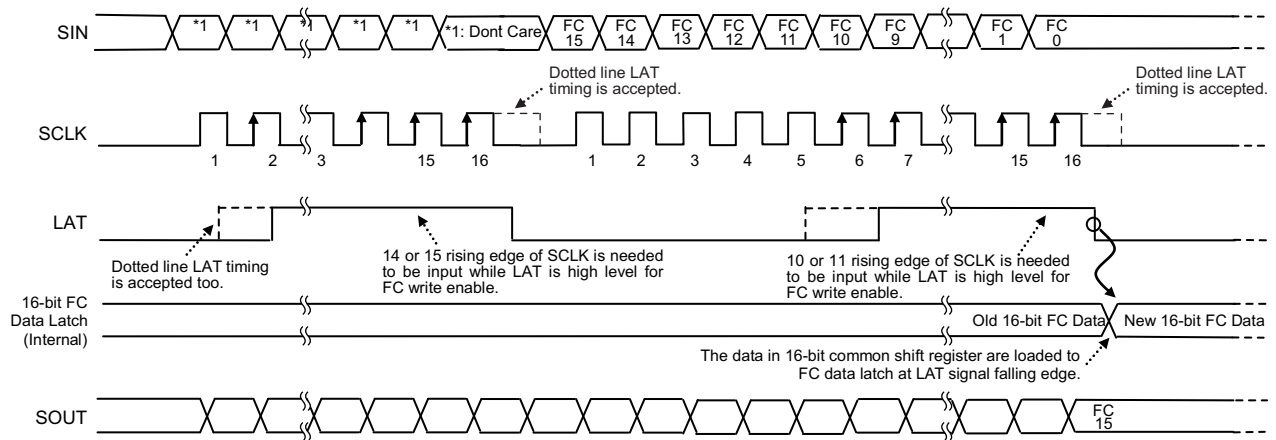 SIN
*1
*1
*1
*1
*1
*1: Dont Care
FC
15
FC
14
FC
13
FC
12
FC
11
FC
10
FC
9
FC
1
FC
0
Dotted line LAT
timing is accepted.
Dotted line LAT
timing is accepted.
SCLK
1
2
3
15
16
1
2
3
4
5
6
7
15
16
LAT
Dotted line LAT timing
is accepted too.
14 or 15 rising edge of SCLK is needed
to be input while LAT is high level for
FC write enable.
10 or 11 rising edge of SCLK is needed
to be input while LAT is high level for
FC write enable.
16-bit FC
Data Latch
(Internal)
Old 16-bit FC Data
New 16-bit FC Data
The data in 16-bit common shift register are loaded to
FC data latch at LAT signal falling edge.
SOUT
FC
15